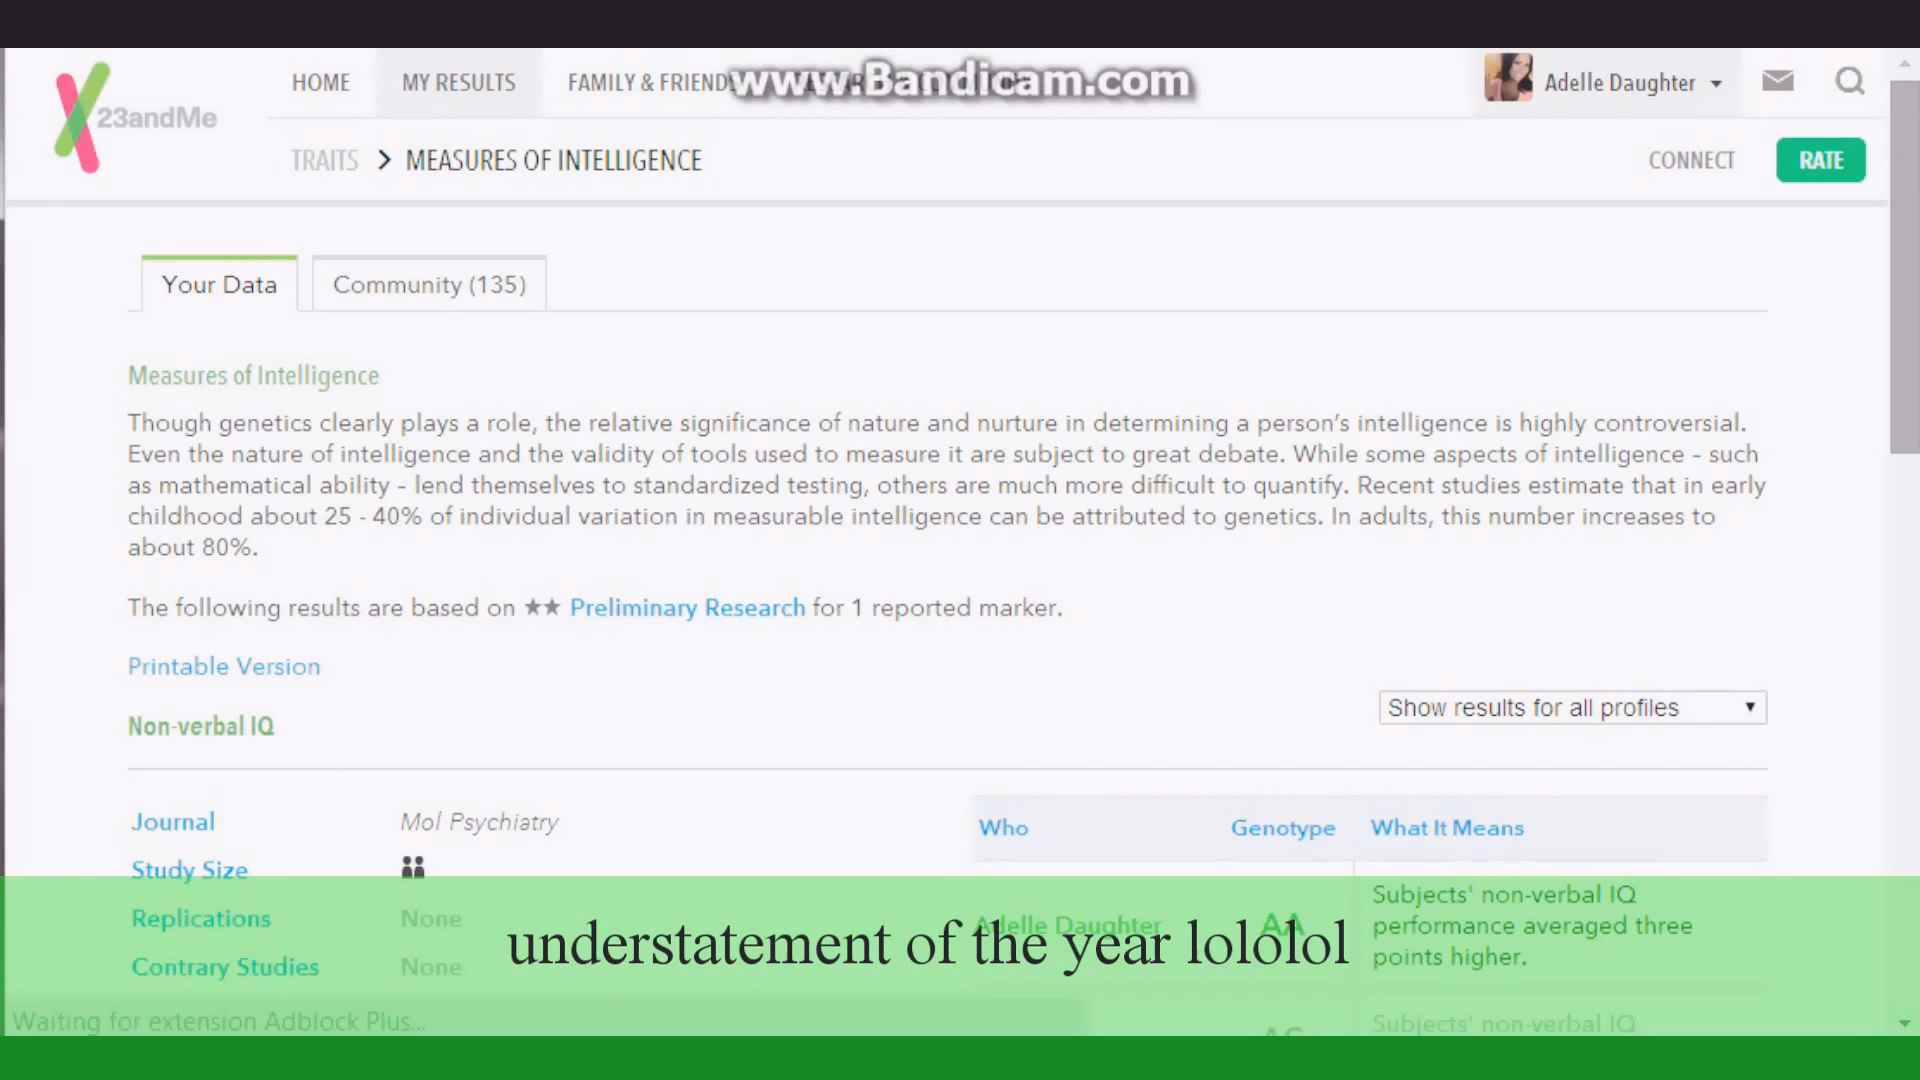 www.Bandicam.com
23andMe
HOME MY RESULTS FAMILY & FRIENDS
Adelle Daughter
TRAITS > MEASURES OF INTELLIGENCE
CONNECT RATE
Your Data Community (135)
Measures of Intelligence
Though genetics clearly plays a role, the relative significance of nature and nurture in determining a person's intelligence is highly controversial.
Even the nature of intelligence and the validity of tools used to measure it are subject to great debate. While some aspects of intelligence - such
as mathematical ability - lend themselves to standardized testing, others are much more difficult to quantify. Recent studies estimate that in early
childhood about 25 - 40% of individual variation in measurable intelligence can be attributed to genetics. In adults, this number increases to
about 80%.
The following results are based on ★★ Preliminary Research for 1 reported marker.
Printable Version
Show results for all profiles
Non-verbal IQ
Journal Mol Psychiatry
Who Genotype What It Means
Study Size
Replications None
Contrary Studies None
Adelle Daughter AA
Subjects' non-verbal IQ
performance averaged three
points higher.
understatement of the year lololol
Waiting for extension Adblock Plus...
AG Subjects' non-verbal IQ